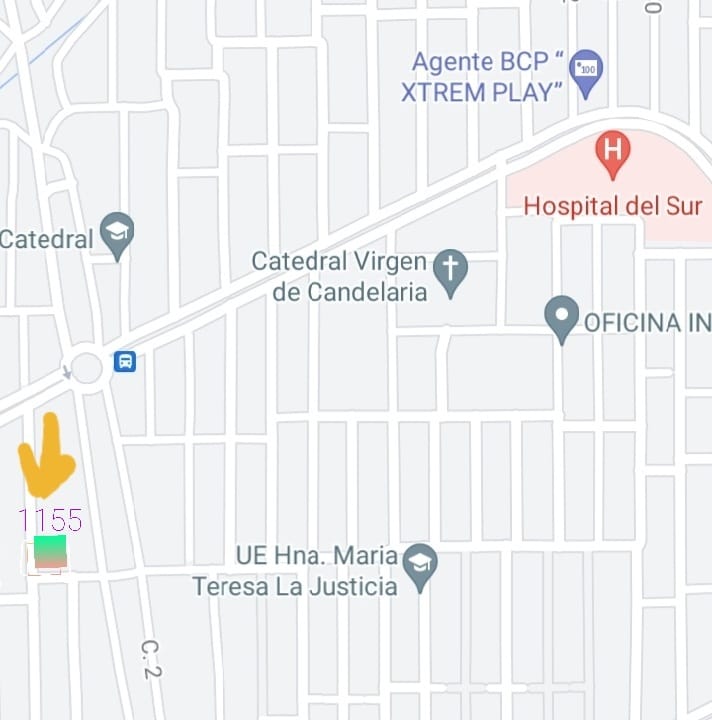 Agente BCP “
XTREM PLAY”
H
Hospital del Sur
Catedral
Catedral Virgen
de Candelaria
OFICINA IN
1155
UE Hna. Maria
Teresa La Justicia
C. 2